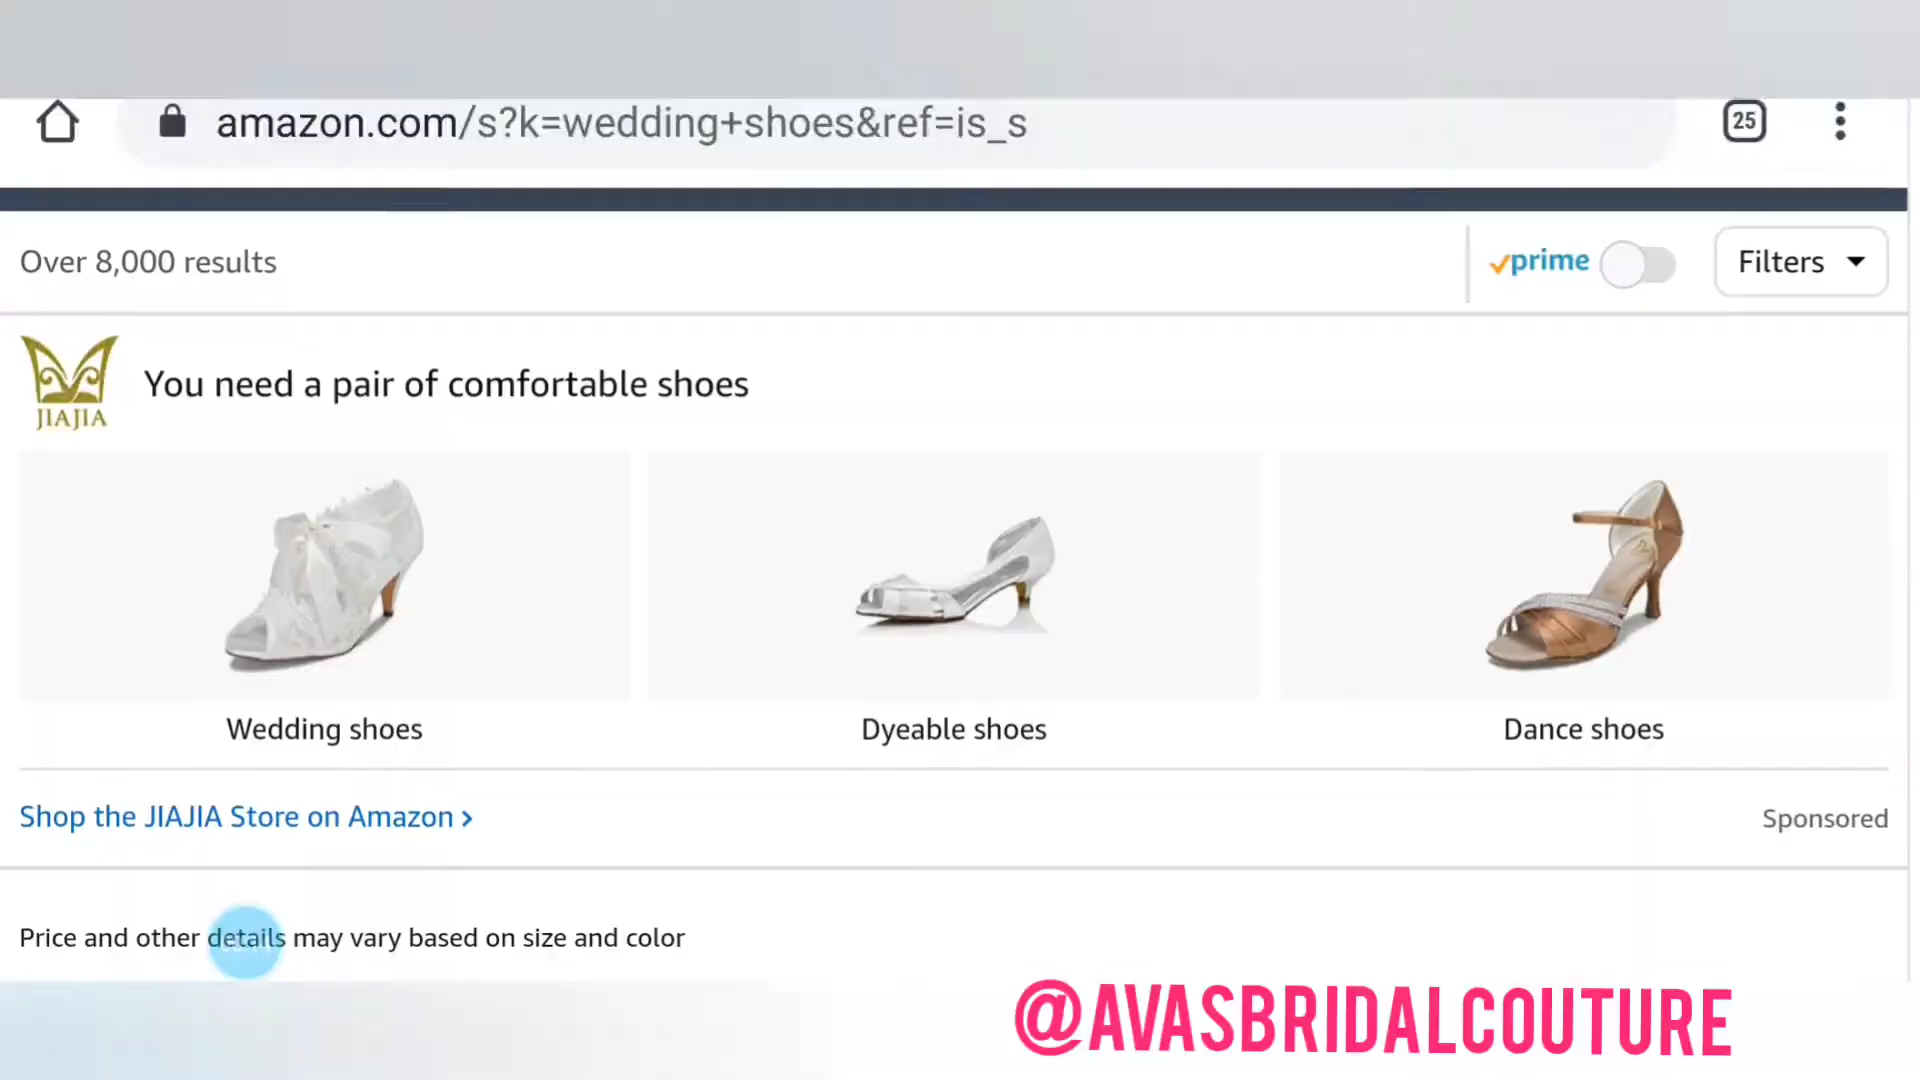 amazon.com/s?k=wedding+shoes&ref=is_s
25
Over 8,000 results
prime
Filters
JIAJIA
You need a pair of comfortable shoes
Wedding shoes
Dyeable shoes
Dance shoes
Shop the JIAJIA Store on Amazon ›
Sponsored
Price and other details may vary based on size and color
@AVASBRIDALCOUTURE